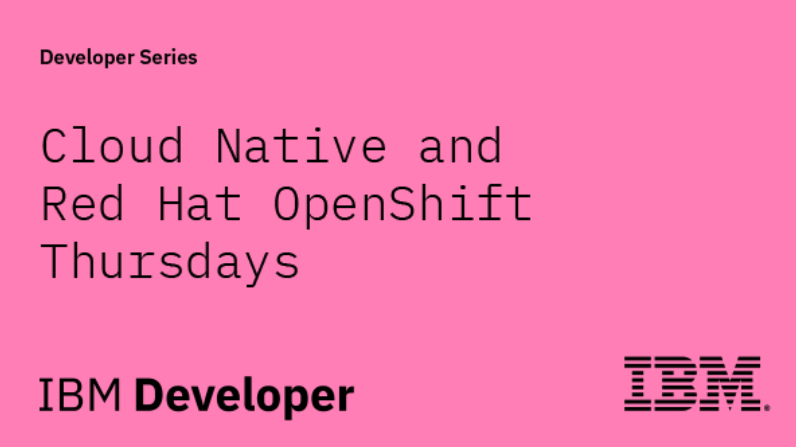 Developer Series
Cloud Native and
Red Hat OpenShift
Thursdays
IBM Developer
IBM®